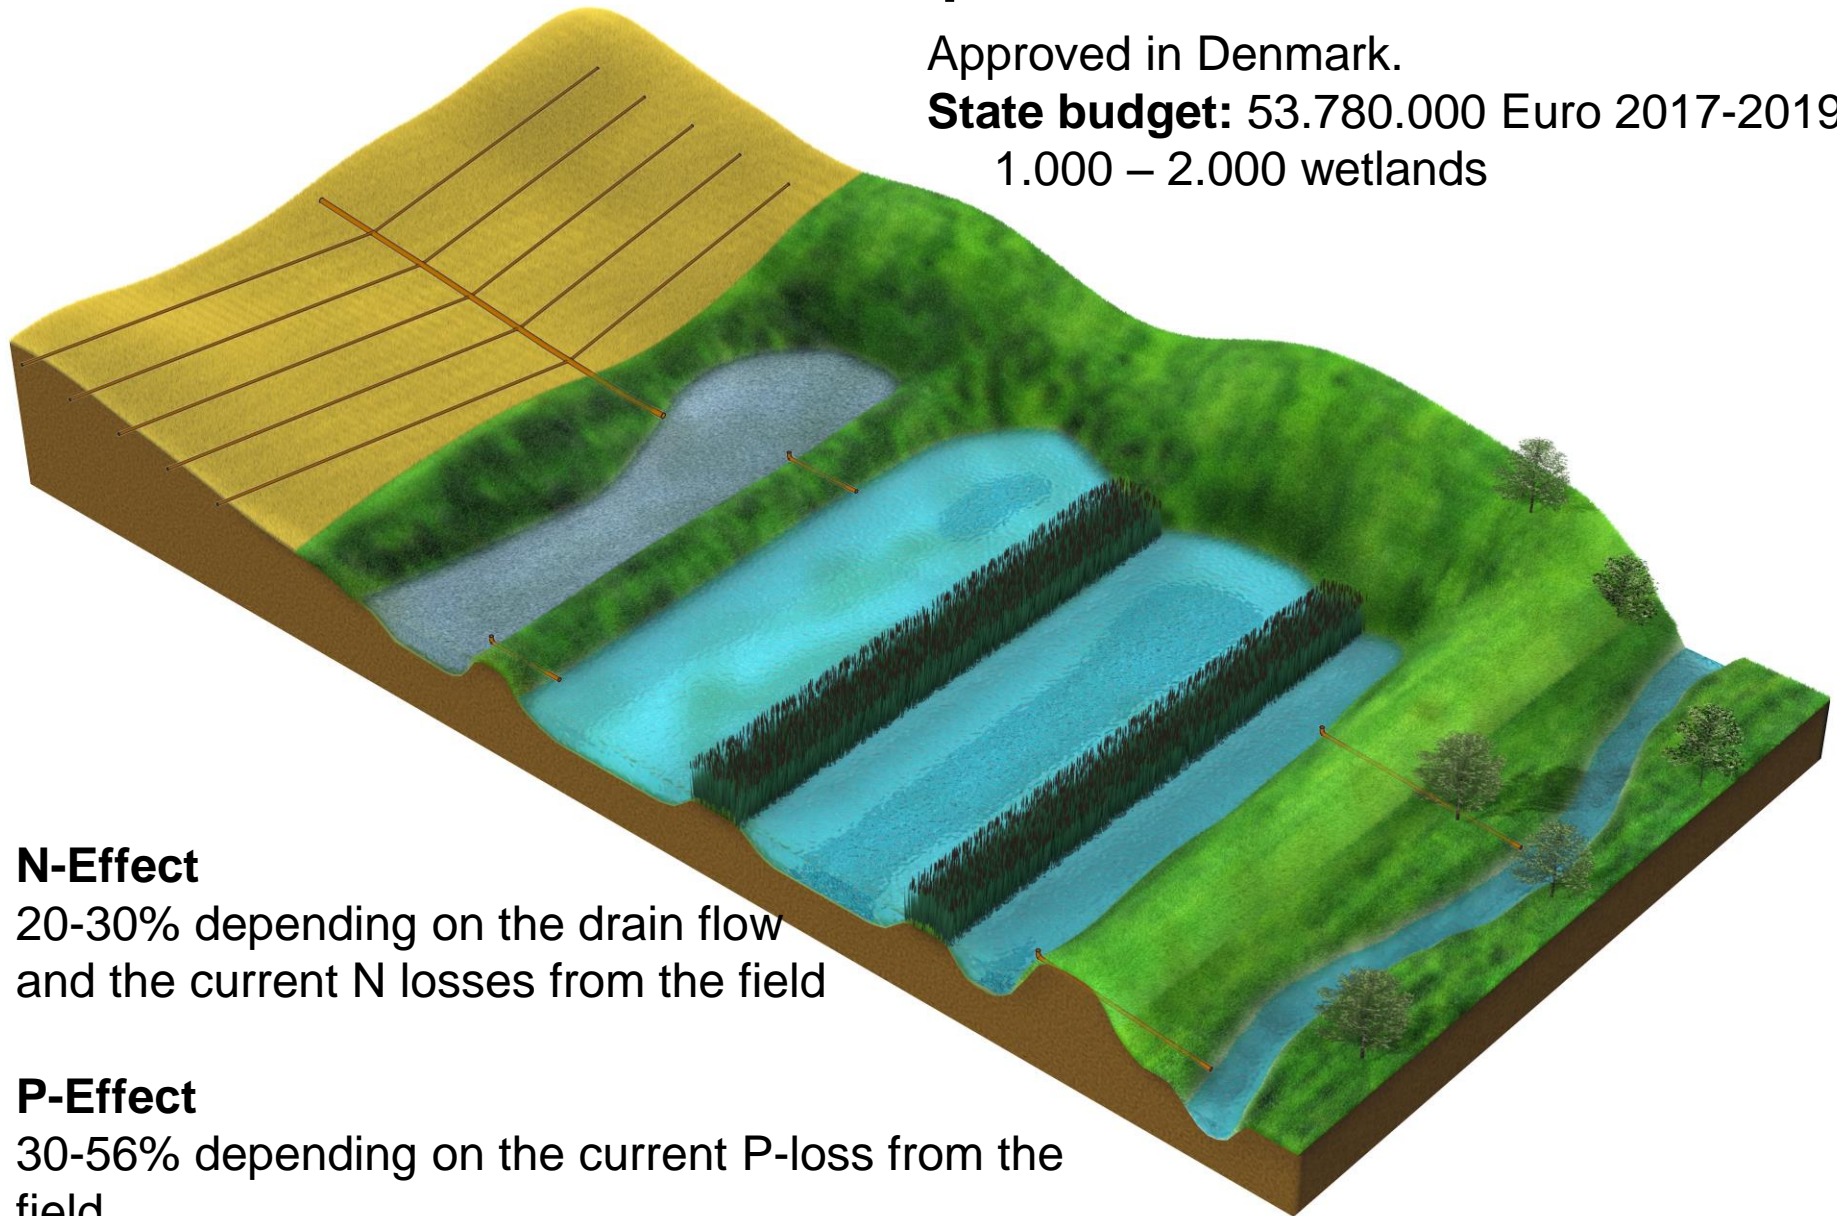 Approved in Denmark.
State budget: 53.780.000 Euro 2017-2019
1.000 – 2.000 wetlands
N-Effect
20-30% depending on the drain flow
and the current N losses from the field
P-Effect
30-56% depending on the current P-loss from the
field